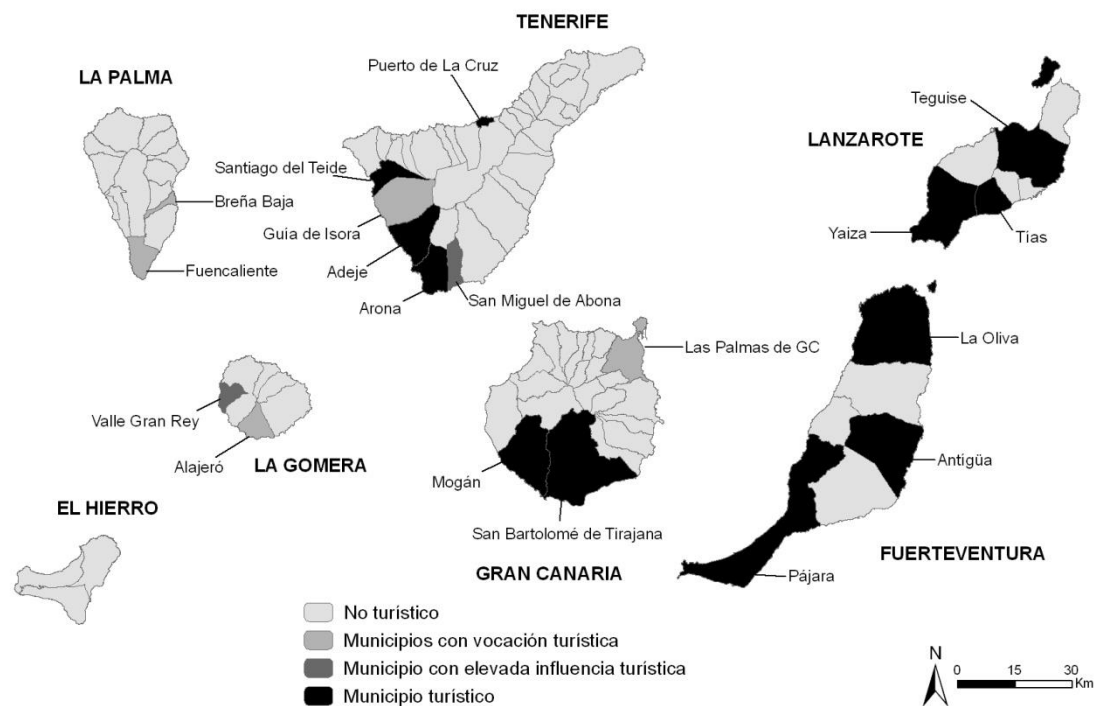 TENERIFE
Puerto de La Cruz
LA PALMA
Teguise
LANZAROTE
Santiago del Teide
Breña Baja
Guia de Isora
Yaiza
Tias
Adeje
Fuencaliente
Arona
San Miguel de Abona
La Oliva
Las Palmas de GC
Valle Gran Rey
Alajeró
LA GOMERA
Mogán
Antigüa
EL HIERRO
San Bartolomé de Tirajana
FUERTEVENTURA
GRAN CANARIA
Pájara
No turístico
Municipios con vocación turística
Municipio con elevada influencia turística
Municipio turístico
N
0 15 30
Km